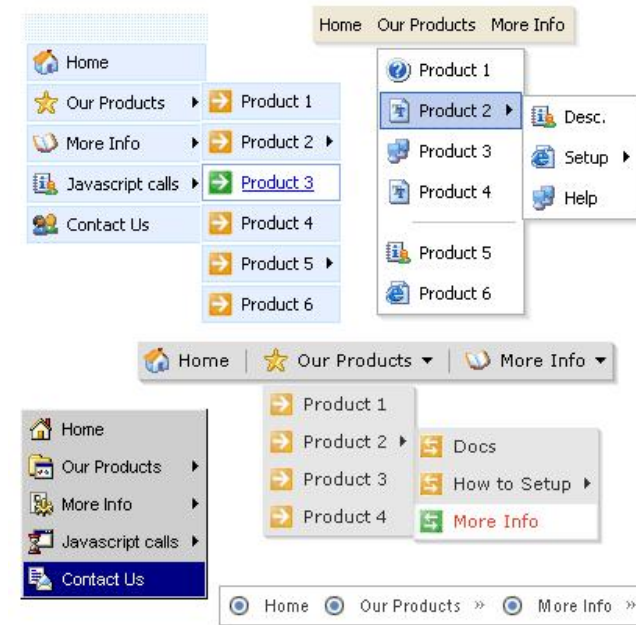 Home Our Products More Info
Home
Our Products
More Info
Javascript calls
Contact Us
Product 1
Product 2
Product 3
Product 4
Product 5
Product 6
Product 1
Product 2
Product 3
Product 4
Product 5
Product 6
Desc.
Setup
Help
Home Our Products More Info
Product 1
Product 2
Product 3
Product 4
Docs
How to Setup
More Info
Home
Our Products
More Info
Javascript calls
Contact Us
Home Our Products » More Info »